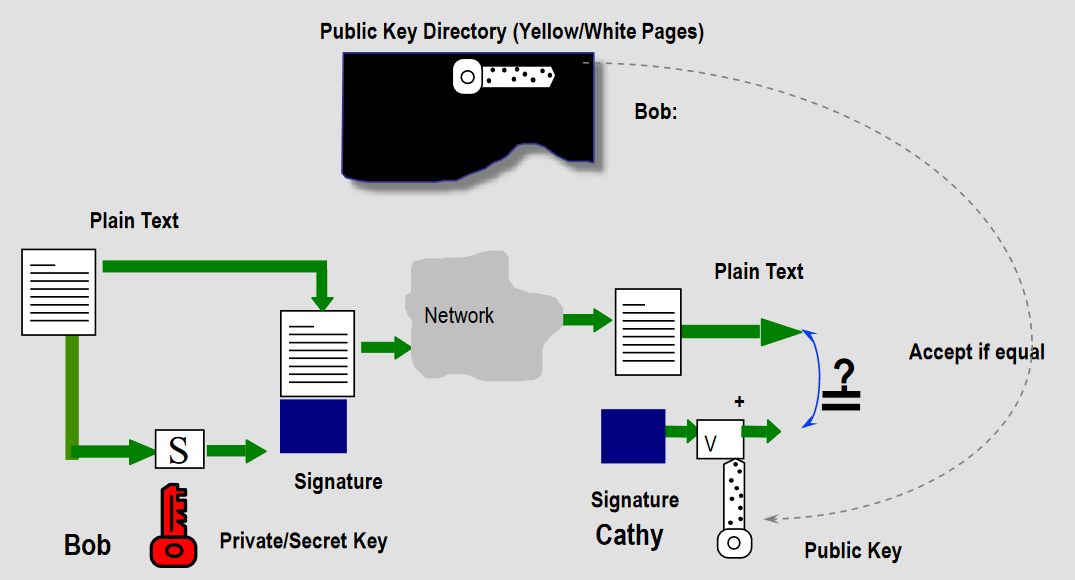 Public Key Directory (Yellow/White Pages)
Bob:
Plain Text
Plain Text
Network
Accept if equal
?
+
S
V
Signature
Signature
Bob
Private/Secret Key
Cathy
Public Key